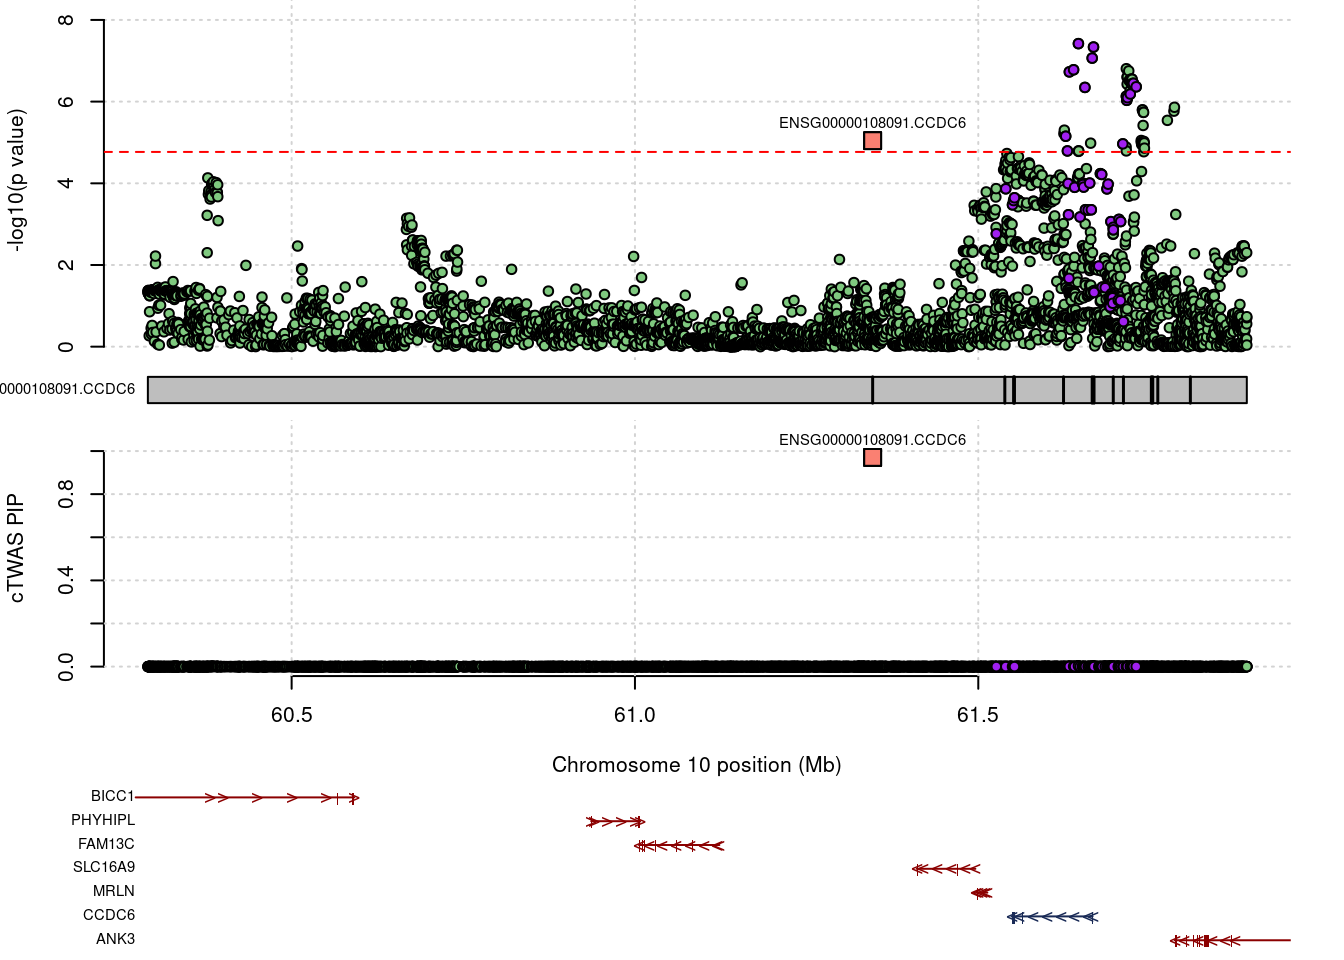 8
6
4
2
0
-log10(p value)
ENSG00000108091.CCDC6
0000108091.CCDC6
ENSG00000108091.CCDC6
0.8
0.4
0.0
cTWAS PIP
60.5 61.0 61.5
Chromosome 10 position (Mb)
BICC1
PHYHIPL
FAM13C
SLC16A9
MRLN
CCDC6
ANK3